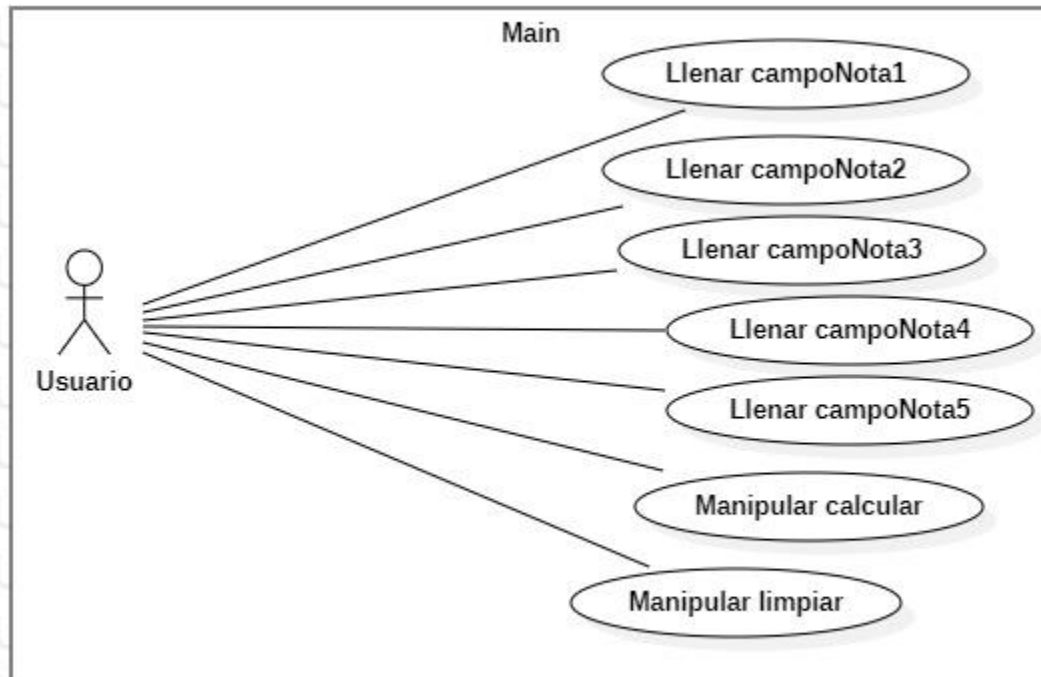 Main
Llenar campoNota1
Llenar campoNota2
Llenar campoNota3
Llenar campoNota4
Llenar campoNota5
Manipular calcular
Manipular limpiar
Usuario